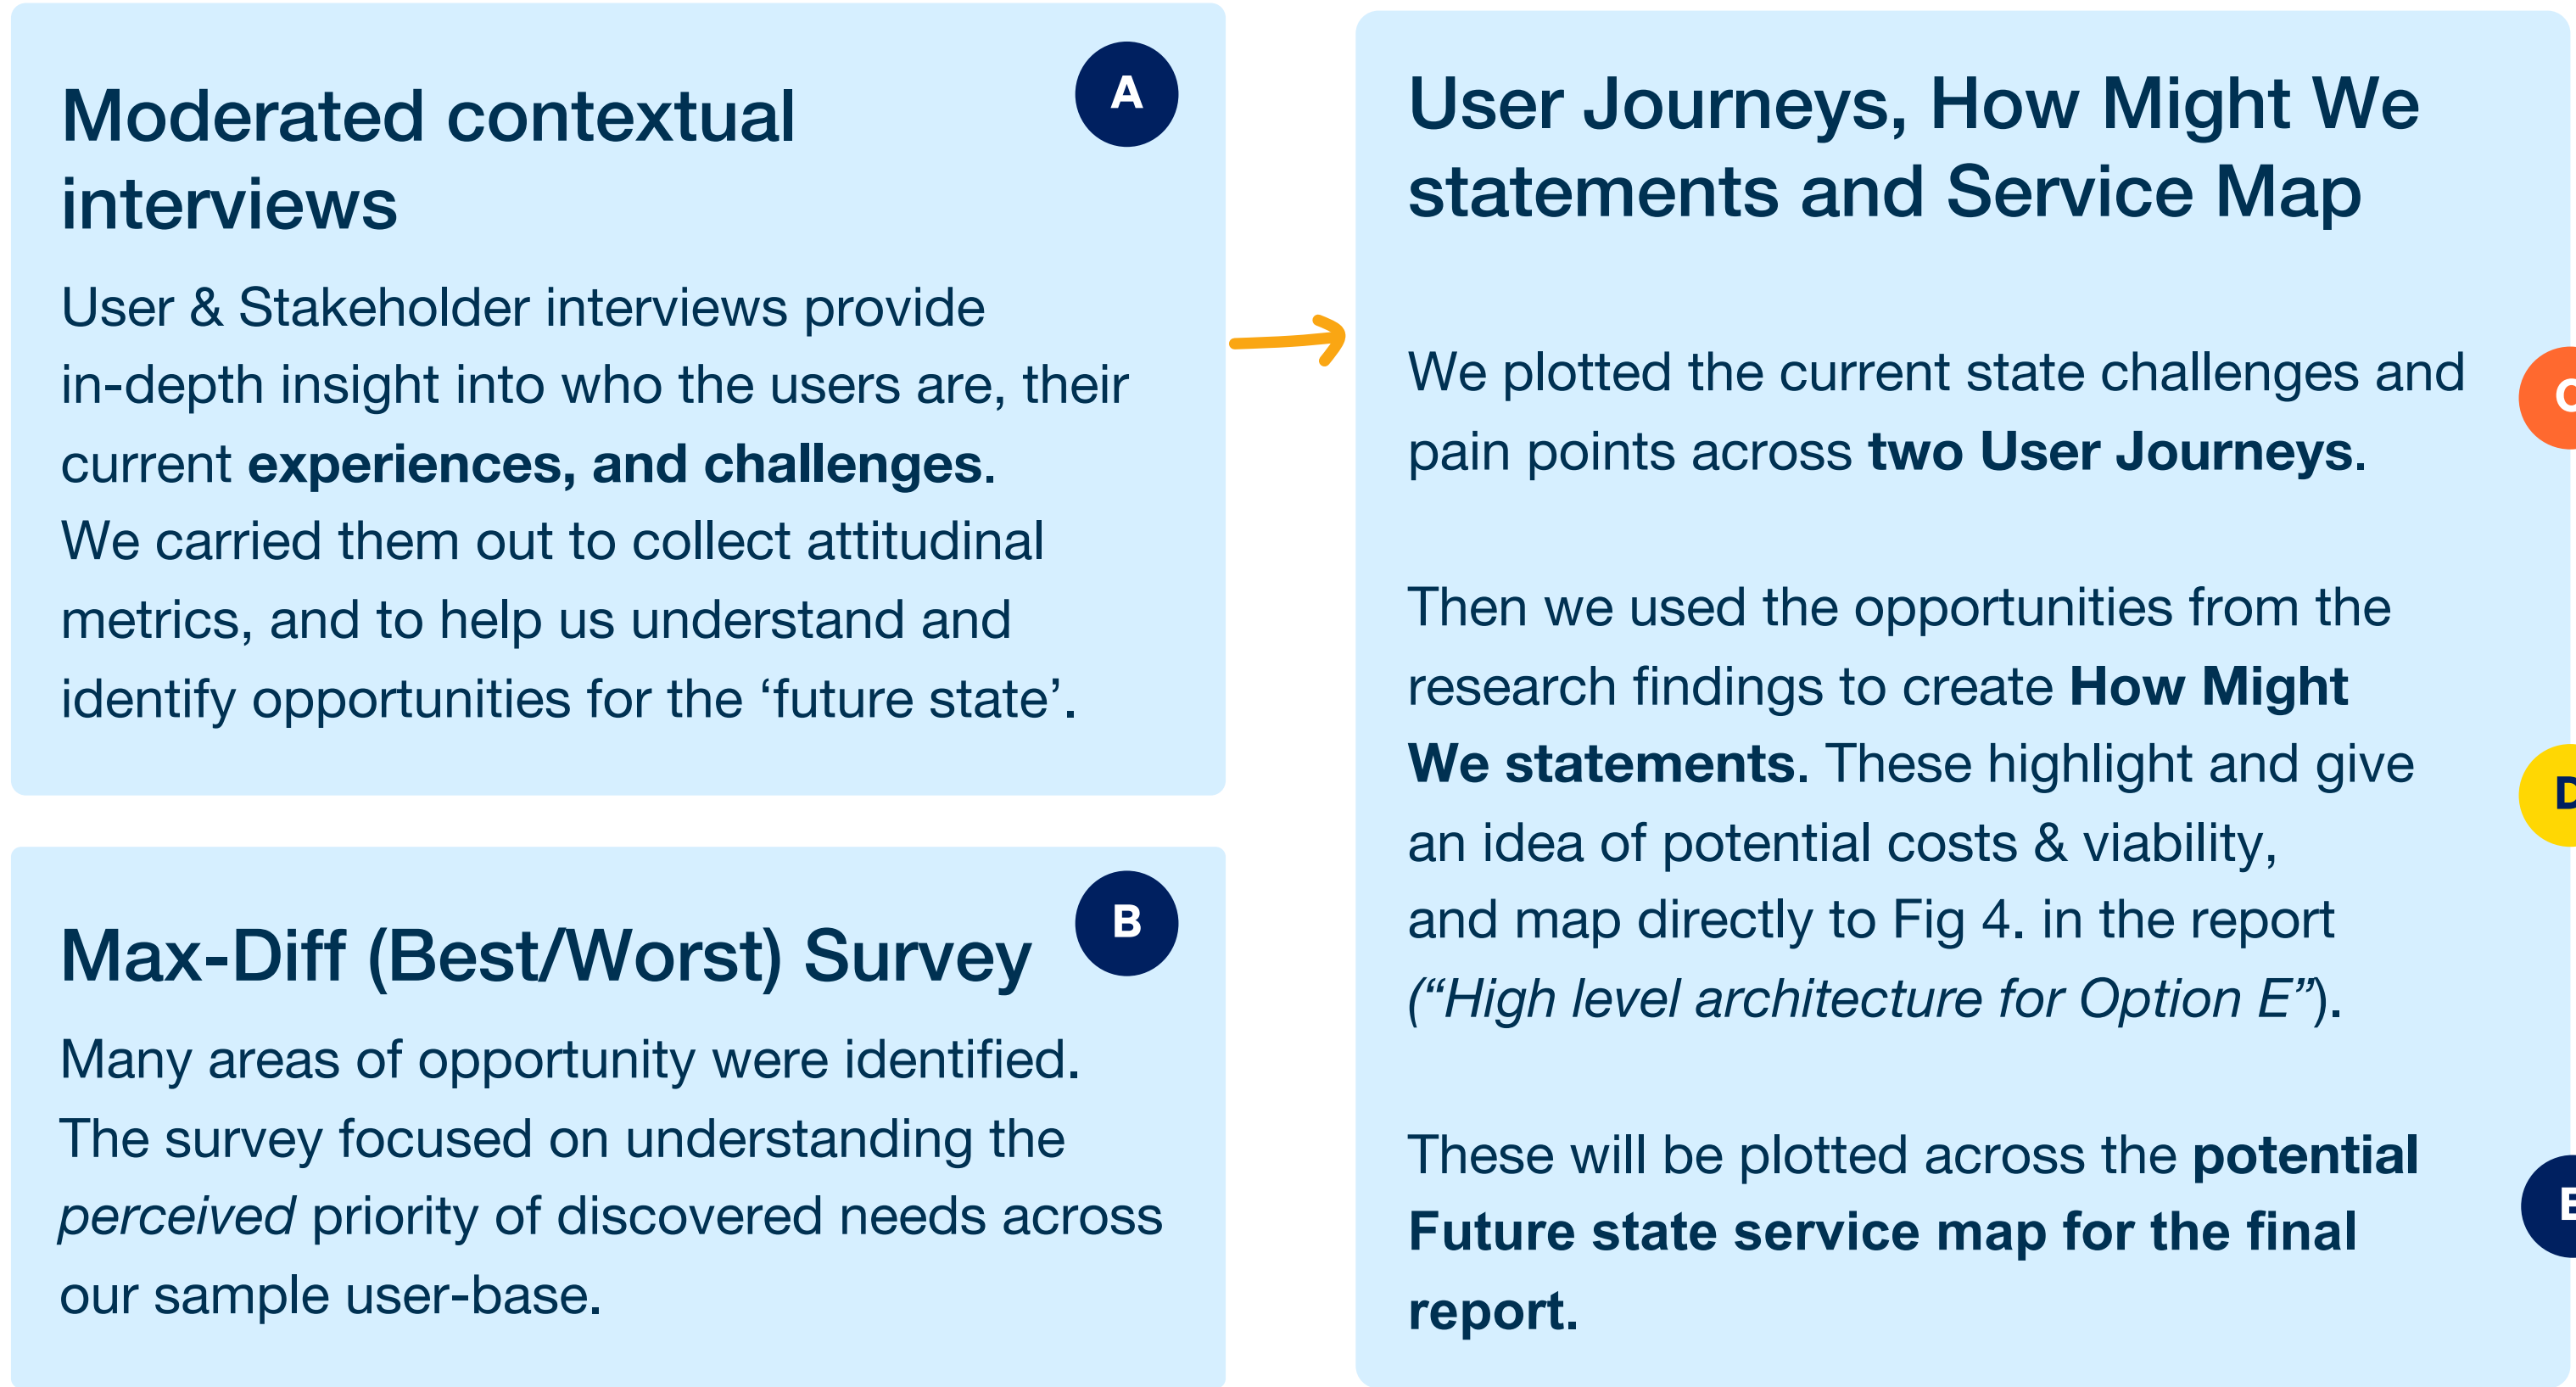 A
Moderated contextual
interviews
User & Stakeholder interviews provide
in-depth insight into who the users are, their
current experiences, and challenges.
We carried them out to collect attitudinal
metrics, and to help us understand and
identify opportunities for the ‘future state’.
B
Max-Diff (Best/Worst) Survey
Many areas of opportunity were identified.
The survey focused on understanding the
perceived priority of discovered needs across
our sample user-base.
User Journeys, How Might We
statements and Service Map
We plotted the current state challenges and
pain points across two User Journeys.
C
Then we used the opportunities from the
research findings to create How Might
We statements. These highlight and give
an idea of potential costs & viability,
and map directly to Fig 4. in the report
(“High level architecture for Option E”).
D
These will be plotted across the potential
Future state service map for the final
report.
E